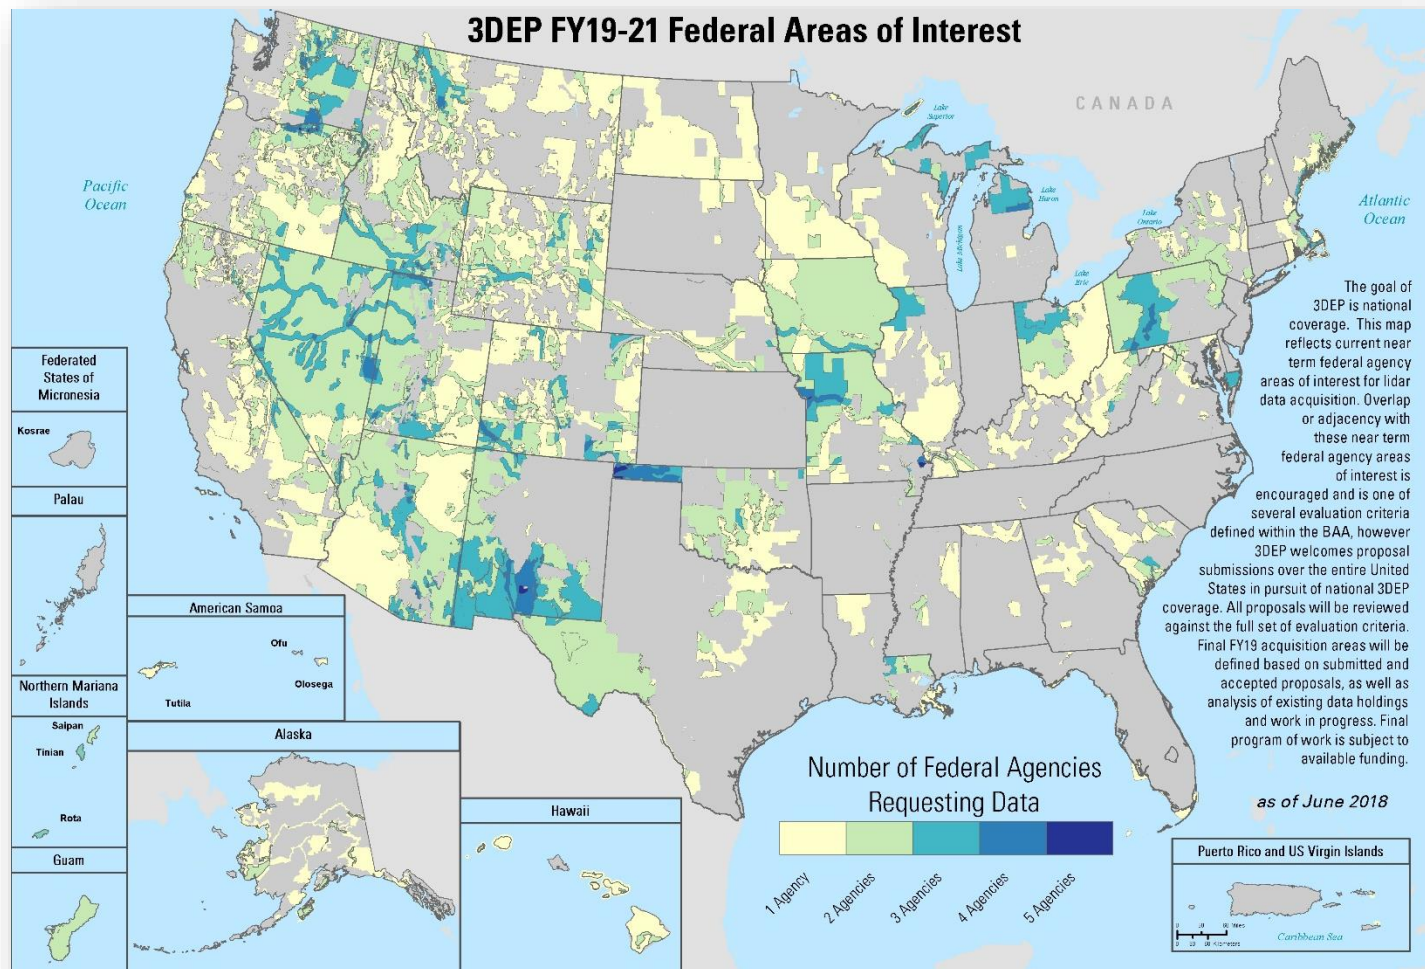 3DEP FY19-21 Federal Areas of Interest
CANADA
Pacific
Ocean
Lake
Superior
Lake
Michigan
Lake
Huron
Lake
Ontario
Lake
Erie
Atlantic
Ocean
The goal of
3DEP is national
coverage. This map
reflects current near
term federal agency
areas of interest for lidar
data acquisition. Overlap
or adjacency with
these near term
federal agency areas
of interest is
encouraged and is one of
several evaluation criteria
defined within the BAA, however
3DEP welcomes proposal
submissions over the entire United
States in pursuit of national 3DEP
coverage. All proposals will be reviewed
against the full set of evaluation criteria.
Final FY19 acquisition areas will be
defined based on submitted and
accepted proposals, as well as
analysis of existing data holdings
and work in progress. Final
program of work is subject to
available funding.
as of June 2018
Federated
States of
Micronesia
Kosrae
Palau
American Samoa
Ofu
Olosega
Tutila
Northern Mariana
Islands
Saipan
Tinian
Rota
Guam
Alaska
Hawaii
Number of Federal Agencies
Requesting Data
1 Agency
2 Agencies
3 Agencies
4 Agencies
5 Agencies
Puerto Rico and US Virgin Islands
Caribbean Sea